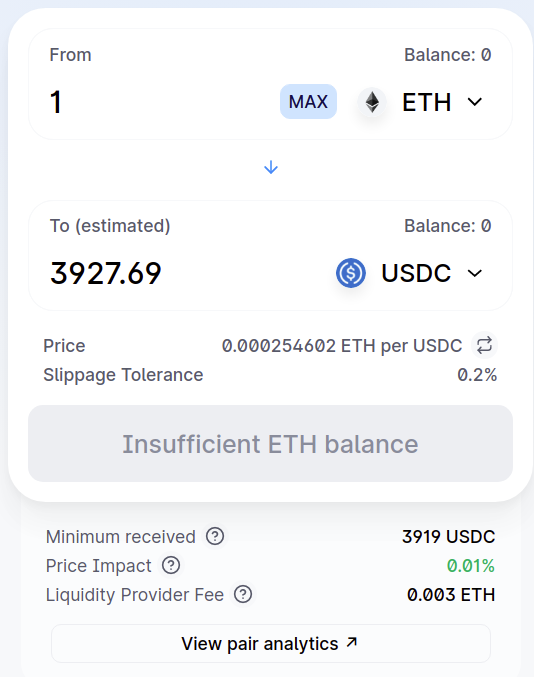 From Balance: 0
1 MAX ETH
To (estimated) Balance: 0
3927.69 USDC
Price 0.000254602 ETH per USDC
Slippage Tolerance 0.2%
Insufficient ETH balance
Minimum received ? 3919 USDC
Price Impact ? 0.01%
Liquidity Provider Fee ? 0.003 ETH
View pair analytics ↗